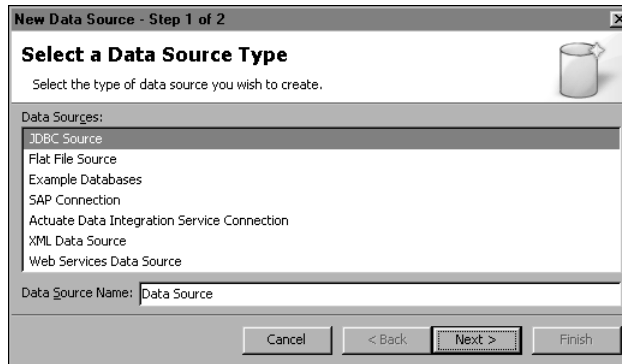 New Data Source - Step 1 of 2
Select a Data Source Type
Select the type of data source you wish to create.
Data Sources:
JDBC Source
Flat File Source
Example Databases
SAP Connection
Actuate Data Integration Service Connection
XML Data Source
Web Services Data Source
Data Source Name: Data Source
Cancel < Back Next > Finish